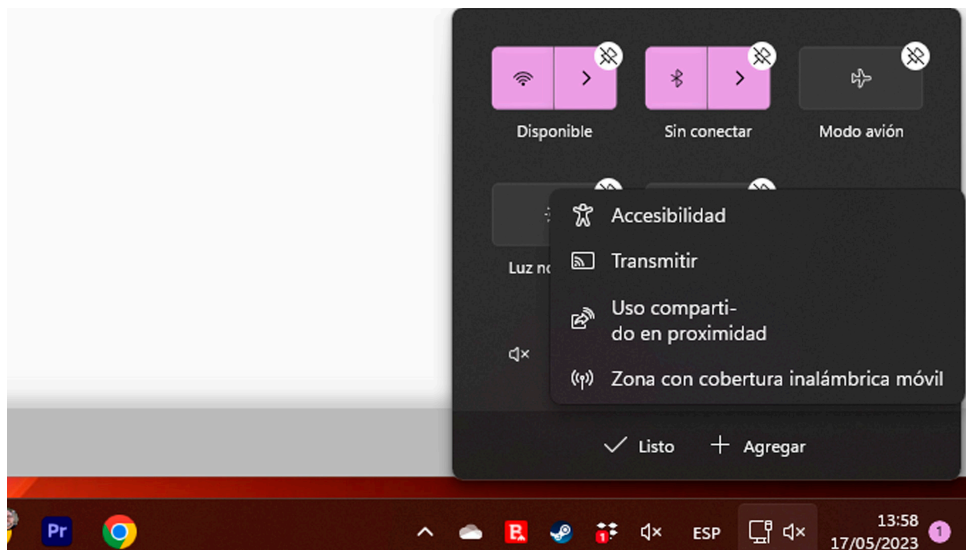 Disponible
Sin conectar
Modo avión
Luz no
Accesibilidad
Transmitir
Uso comparti-
do en proximidad
Zona con cobertura inalámbrica móvil
Listo
Agregar
Pr
R
1
ESP
13:58
17/05/2023
1